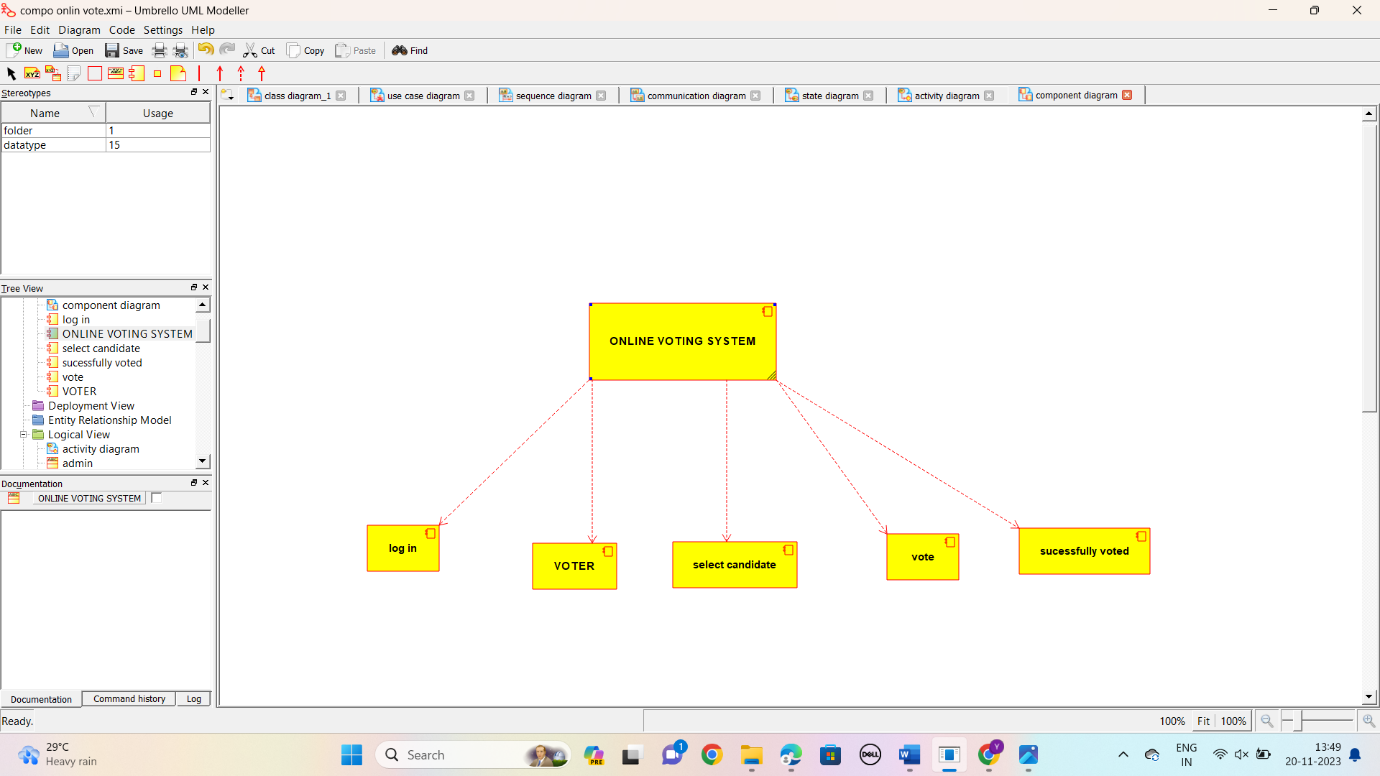 compo onlin vote.xmi – Umbrello UML Modeller
File Edit Diagram Code Settings Help
New Open Save Cut Copy Paste Find
XYZ
Stereotypes
Name Usage
folder 1
datatype 15
class diagram_1 use case diagram sequence diagram communication diagram state diagram activity diagram component diagram
Tree View
component diagram
log in
ONLINE VOTING SYSTEM
select candidate
sucessfully voted
vote
VOTER
Deployment View
Entity Relationship Model
Logical View
activity diagram
admin
Documentation
ONLINE VOTING SYSTEM
Documentation Command history Log
ONLINE VOTING SYSTEM
log in
VOTER
select candidate
vote
sucessfully voted
Ready.
100% Fit 100%
29°C
Heavy rain
Search
PRE
1
DELL
W
Y
ENG
IN
13:49
20-11-2023